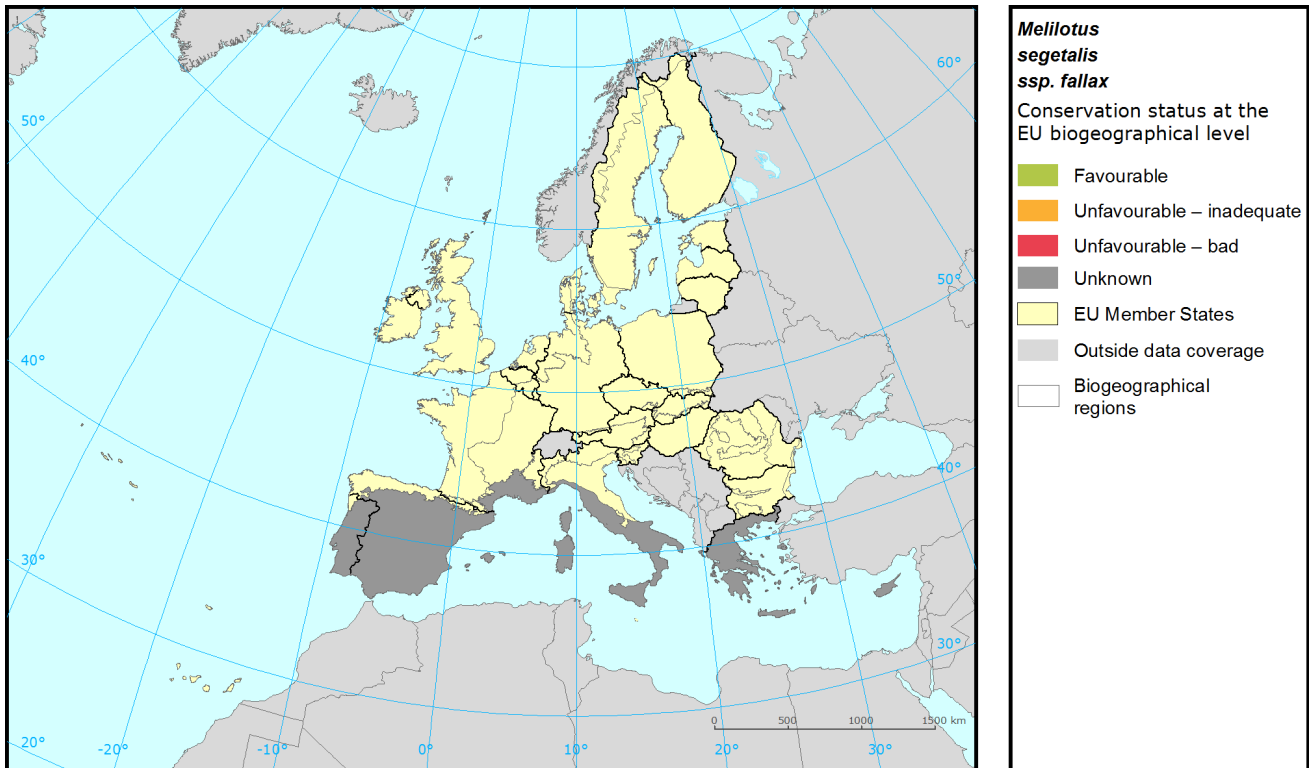 Melilotus
segetalis
ssp. fallax
Conservation status at the
EU biogeographical level
Favourable
Unfavourable – inadequate
Unfavourable – bad
Unknown
EU Member States
Outside data coverage
Biogeographical
regions
60°
50°
50°
40°
40°
30°
30°
20°
-20°
-10°
0°
10°
20°
30°
0 500 1000 1500 km